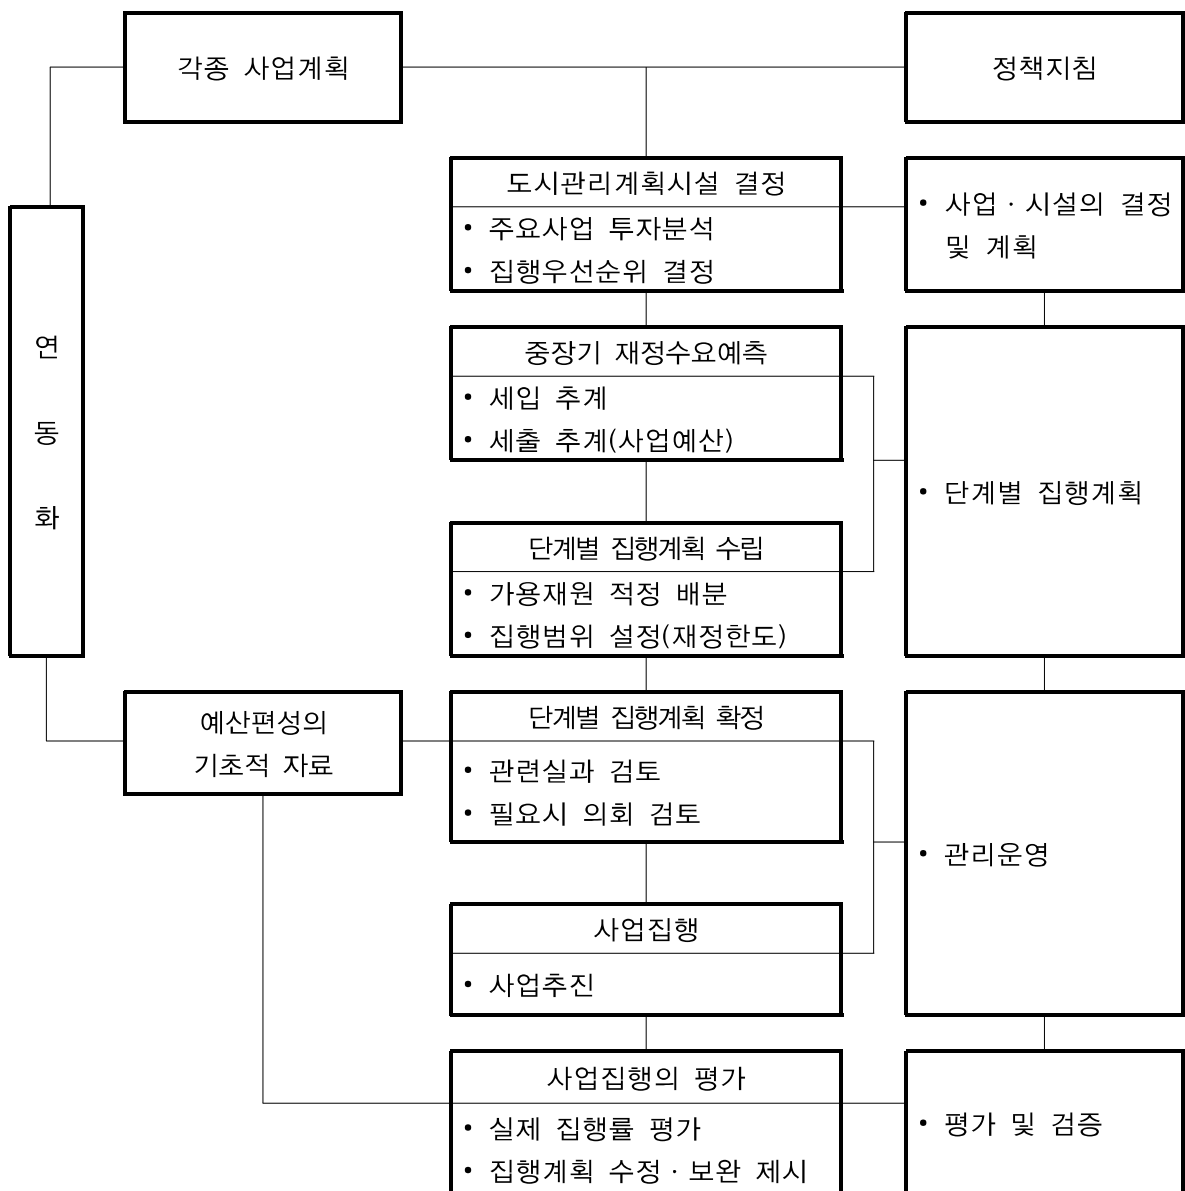 각종 사업계획
정책지침
도시관리계획시설 결정
• 주요사업 투자분석
• 집행우선순위 결정
• 사업 · 시설의 결정
및 계획
연
동
화
중장기 재정수요예측
• 세입 추계
• 세출 추계(사업예산)
• 단계별 집행계획
단계별 집행계획 수립
• 가용재원 적정 배분
• 집행범위 설정(재정한도)
예산편성의
기초적 자료
단계별 집행계획 확정
• 관련실과 검토
• 필요시 의회 검토
• 관리운영
사업집행
• 사업추진
사업집행의 평가
• 실제 집행률 평가
• 집행계획 수정 · 보완 제시
• 평가 및 검증